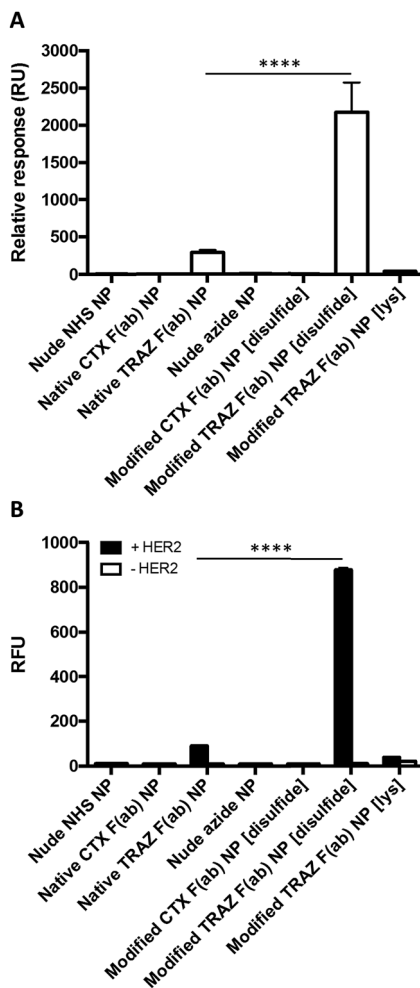 A
Relative response (RU)
3000
2500
2000
1500
1000
500
0
****
Nude NHS NP
Native CTX F(ab) NP
Native TRAZ F(ab) NP
Nude azide NP
Modified CTX F(ab) NP [disulfide]
Modified TRAZ F(ab) NP [disulfide]
Modified TRAZ F(ab) NP [lys]
B
RFU
1000
800
600
400
200
0
+ HER2
- HER2
****
Nude NHS NP
Native CTX F(ab) NP
Native TRAZ F(ab) NP
Nude azide NP
Modified CTX F(ab) NP [disulfide]
Modified TRAZ F(ab) NP [disulfide]
Modified TRAZ F(ab) NP [lys]